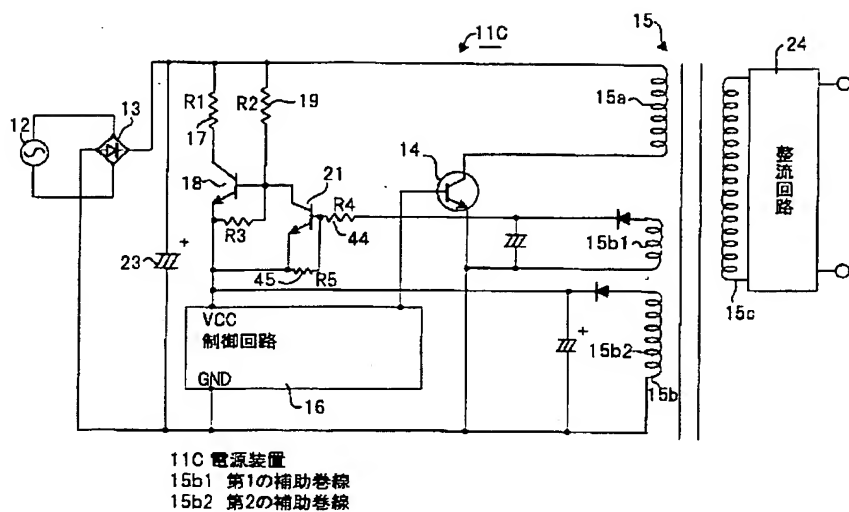 11C
15
24
12
13
R1
R2
19
17
15a
14
整流回路
18
21
R4
R3
44
15b1
23
+
45
R5
15c
VCC
制御回路
GND
+
15b2
15b
16
11C 電源装置
15b1 第1の補助巻線
15b2 第2の補助巻線